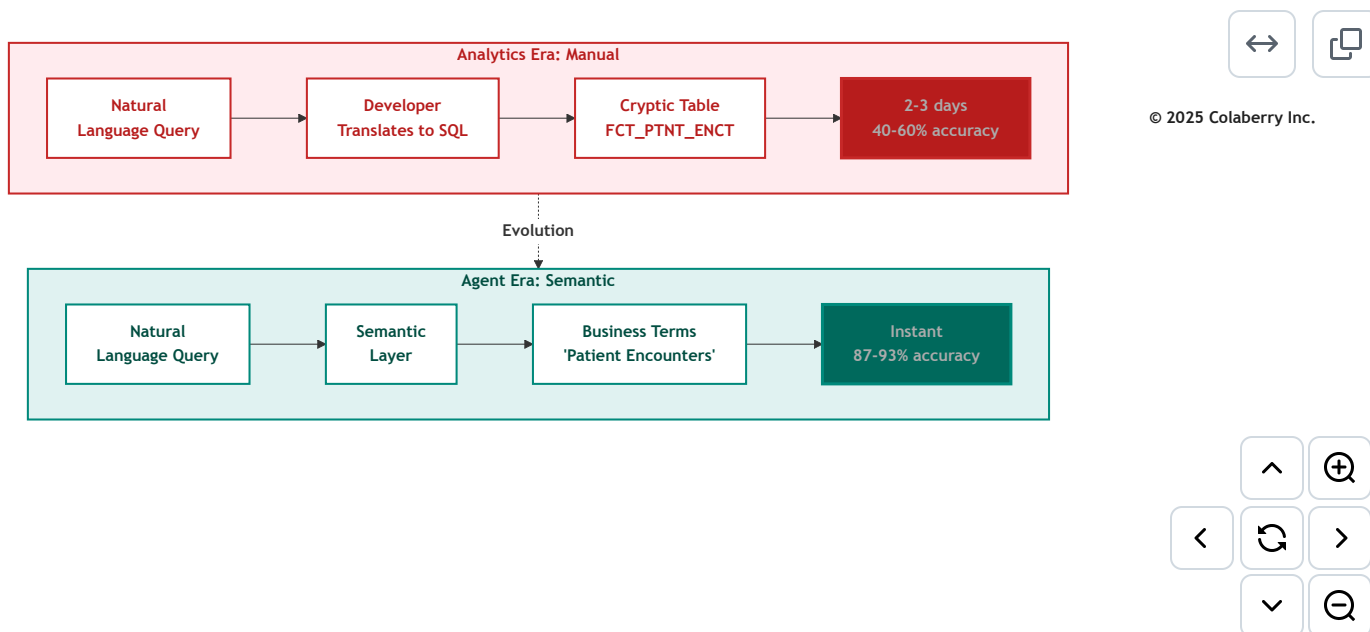 Analytics Era: Manual
Natural
Language Query
Developer
Translates to SQL
Cryptic Table
FCT_PTNT_ENCT
2-3 days
40-60% accuracy
© 2025 Colaberry Inc.
Evolution
Agent Era: Semantic
Natural
Language Query
Semantic
Layer
Business Terms
'Patient Encounters'
Instant
87-93% accuracy